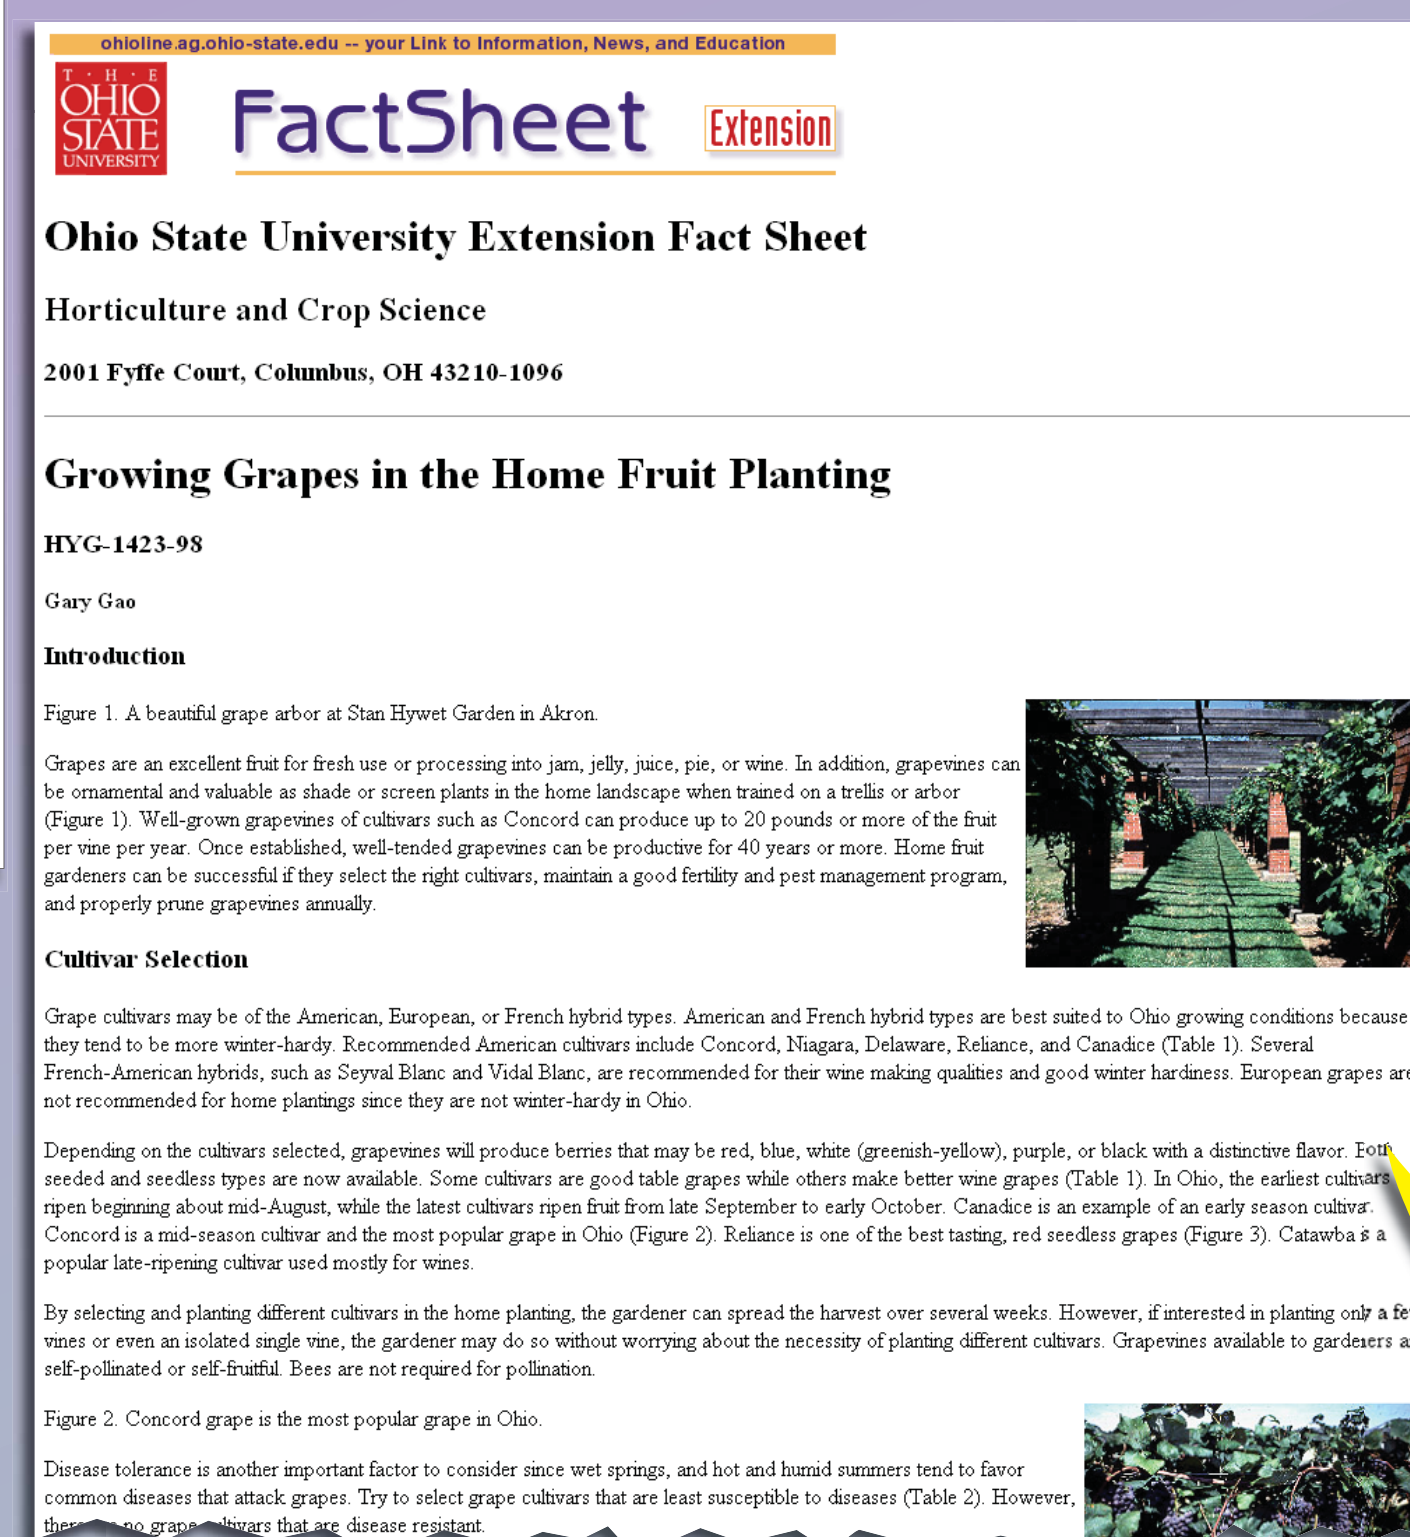 ohioline.ag.ohio-state.edu -- your Link to Information, News, and Education
T · H · E
OHIO
STATE
UNIVERSITY
FactSheet
Extension
Ohio State University Extension Fact Sheet
Horticulture and Crop Science
2001 Fyffe Court, Columbus, OH 43210-1096
Growing Grapes in the Home Fruit Planting
HYG-1423-98
Gary Gao
Introduction
Figure 1. A beautiful grape arbor at Stan Hywet Garden in Akron.
Grapes are an excellent fruit for fresh use or processing into jam, jelly, juice, pie, or wine. In addition, grapevines can
be ornamental and valuable as shade or screen plants in the home landscape when trained on a trellis or arbor
(Figure 1). Well-grown grapevines of cultivars such as Concord can produce up to 20 pounds or more of the fruit
per vine per year. Once established, well-tended grapevines can be productive for 40 years or more. Home fruit
gardeners can be successful if they select the right cultivars, maintain a good fertility and pest management program,
and properly prune grapevines annually.
Cultivar Selection
Grape cultivars may be of the American, European, or French hybrid types. American and French hybrid types are best suited to Ohio growing conditions because
they tend to be more winter-hardy. Recommended American cultivars include Concord, Niagara, Delaware, Reliance, and Canadice (Table 1). Several
French-American hybrids, such as Seyval Blanc and Vidal Blanc, are recommended for their wine making qualities and good winter hardiness. European grapes are
not recommended for home plantings since they are not winter-hardy in Ohio.
Depending on the cultivars selected, grapevines will produce berries that may be red, blue, white (greenish-yellow), purple, or black with a distinctive flavor. Both
seeded and seedless types are now available. Some cultivars are good table grapes while others make better wine grapes (Table 1). In Ohio, the earliest cultivars
ripen beginning about mid-August, while the latest cultivars ripen fruit from late September to early October. Canadice is an example of an early season cultivar.
Concord is a mid-season cultivar and the most popular grape in Ohio (Figure 2). Reliance is one of the best tasting, red seedless grapes (Figure 3). Catawba is a
popular late-ripening cultivar used mostly for wines.
By selecting and planting different cultivars in the home planting, the gardener can spread the harvest over several weeks. However, if interested in planting only a
vines or even an isolated single vine, the gardener may do so without worrying about the necessity of planting different cultivars. Grapevines available to gardeners
self-pollinated or self-fruitful. Bees are not required for pollination.
Figure 2. Concord grape is the most popular grape in Ohio.
Disease tolerance is another important factor to consider since wet springs, and hot and humid summers tend to favor
common diseases that attack grapes. Try to select grape cultivars that are least susceptible to diseases (Table 2). However,
no grape cultivars that are disease resistant.